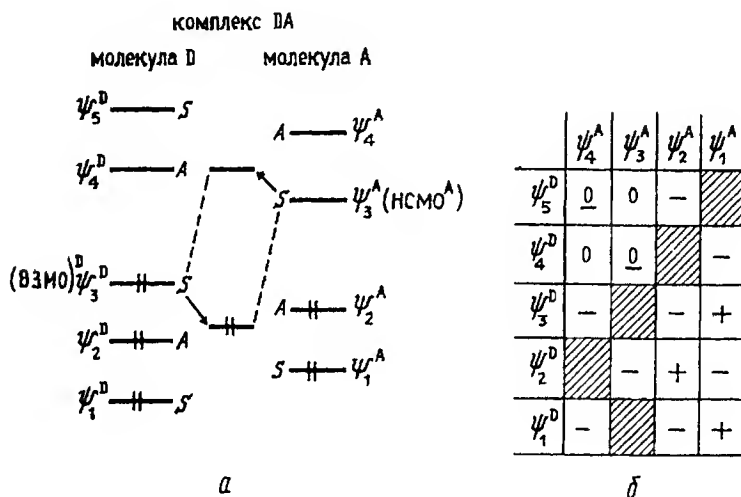 комплекс DA
молекула D молекула A
ψ₅ᴰ S
A ψ₄ᴬ
ψ₄ᴰ A
S ψ₃ᴬ (НСМОᴬ)
(ВЗМО)ᴰ ψ₃ᴰ S
A ψ₂ᴬ
ψ₂ᴰ A
S ψ₁ᴬ
ψ₁ᴰ S
а
ψ₄ᴬ ψ₃ᴬ ψ₂ᴬ ψ₁ᴬ
ψ₅ᴰ 0 0 −
ψ₄ᴰ 0 0 −
ψ₃ᴰ − − +
ψ₂ᴰ − + −
ψ₁ᴰ − − +
б